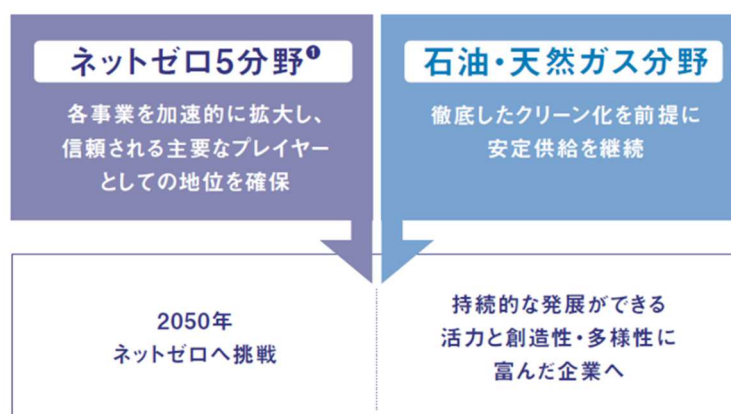 ネットゼロ5分野❶
各事業を加速的に拡大し、
信頼される主要なプレイヤー
としての地位を確保
石油・天然ガス分野
徹底したクリーン化を前提に
安定供給を継続
2050年
ネットゼロへ挑戦
持続的な発展ができる
活力と創造性・多様性に
富んだ企業へ